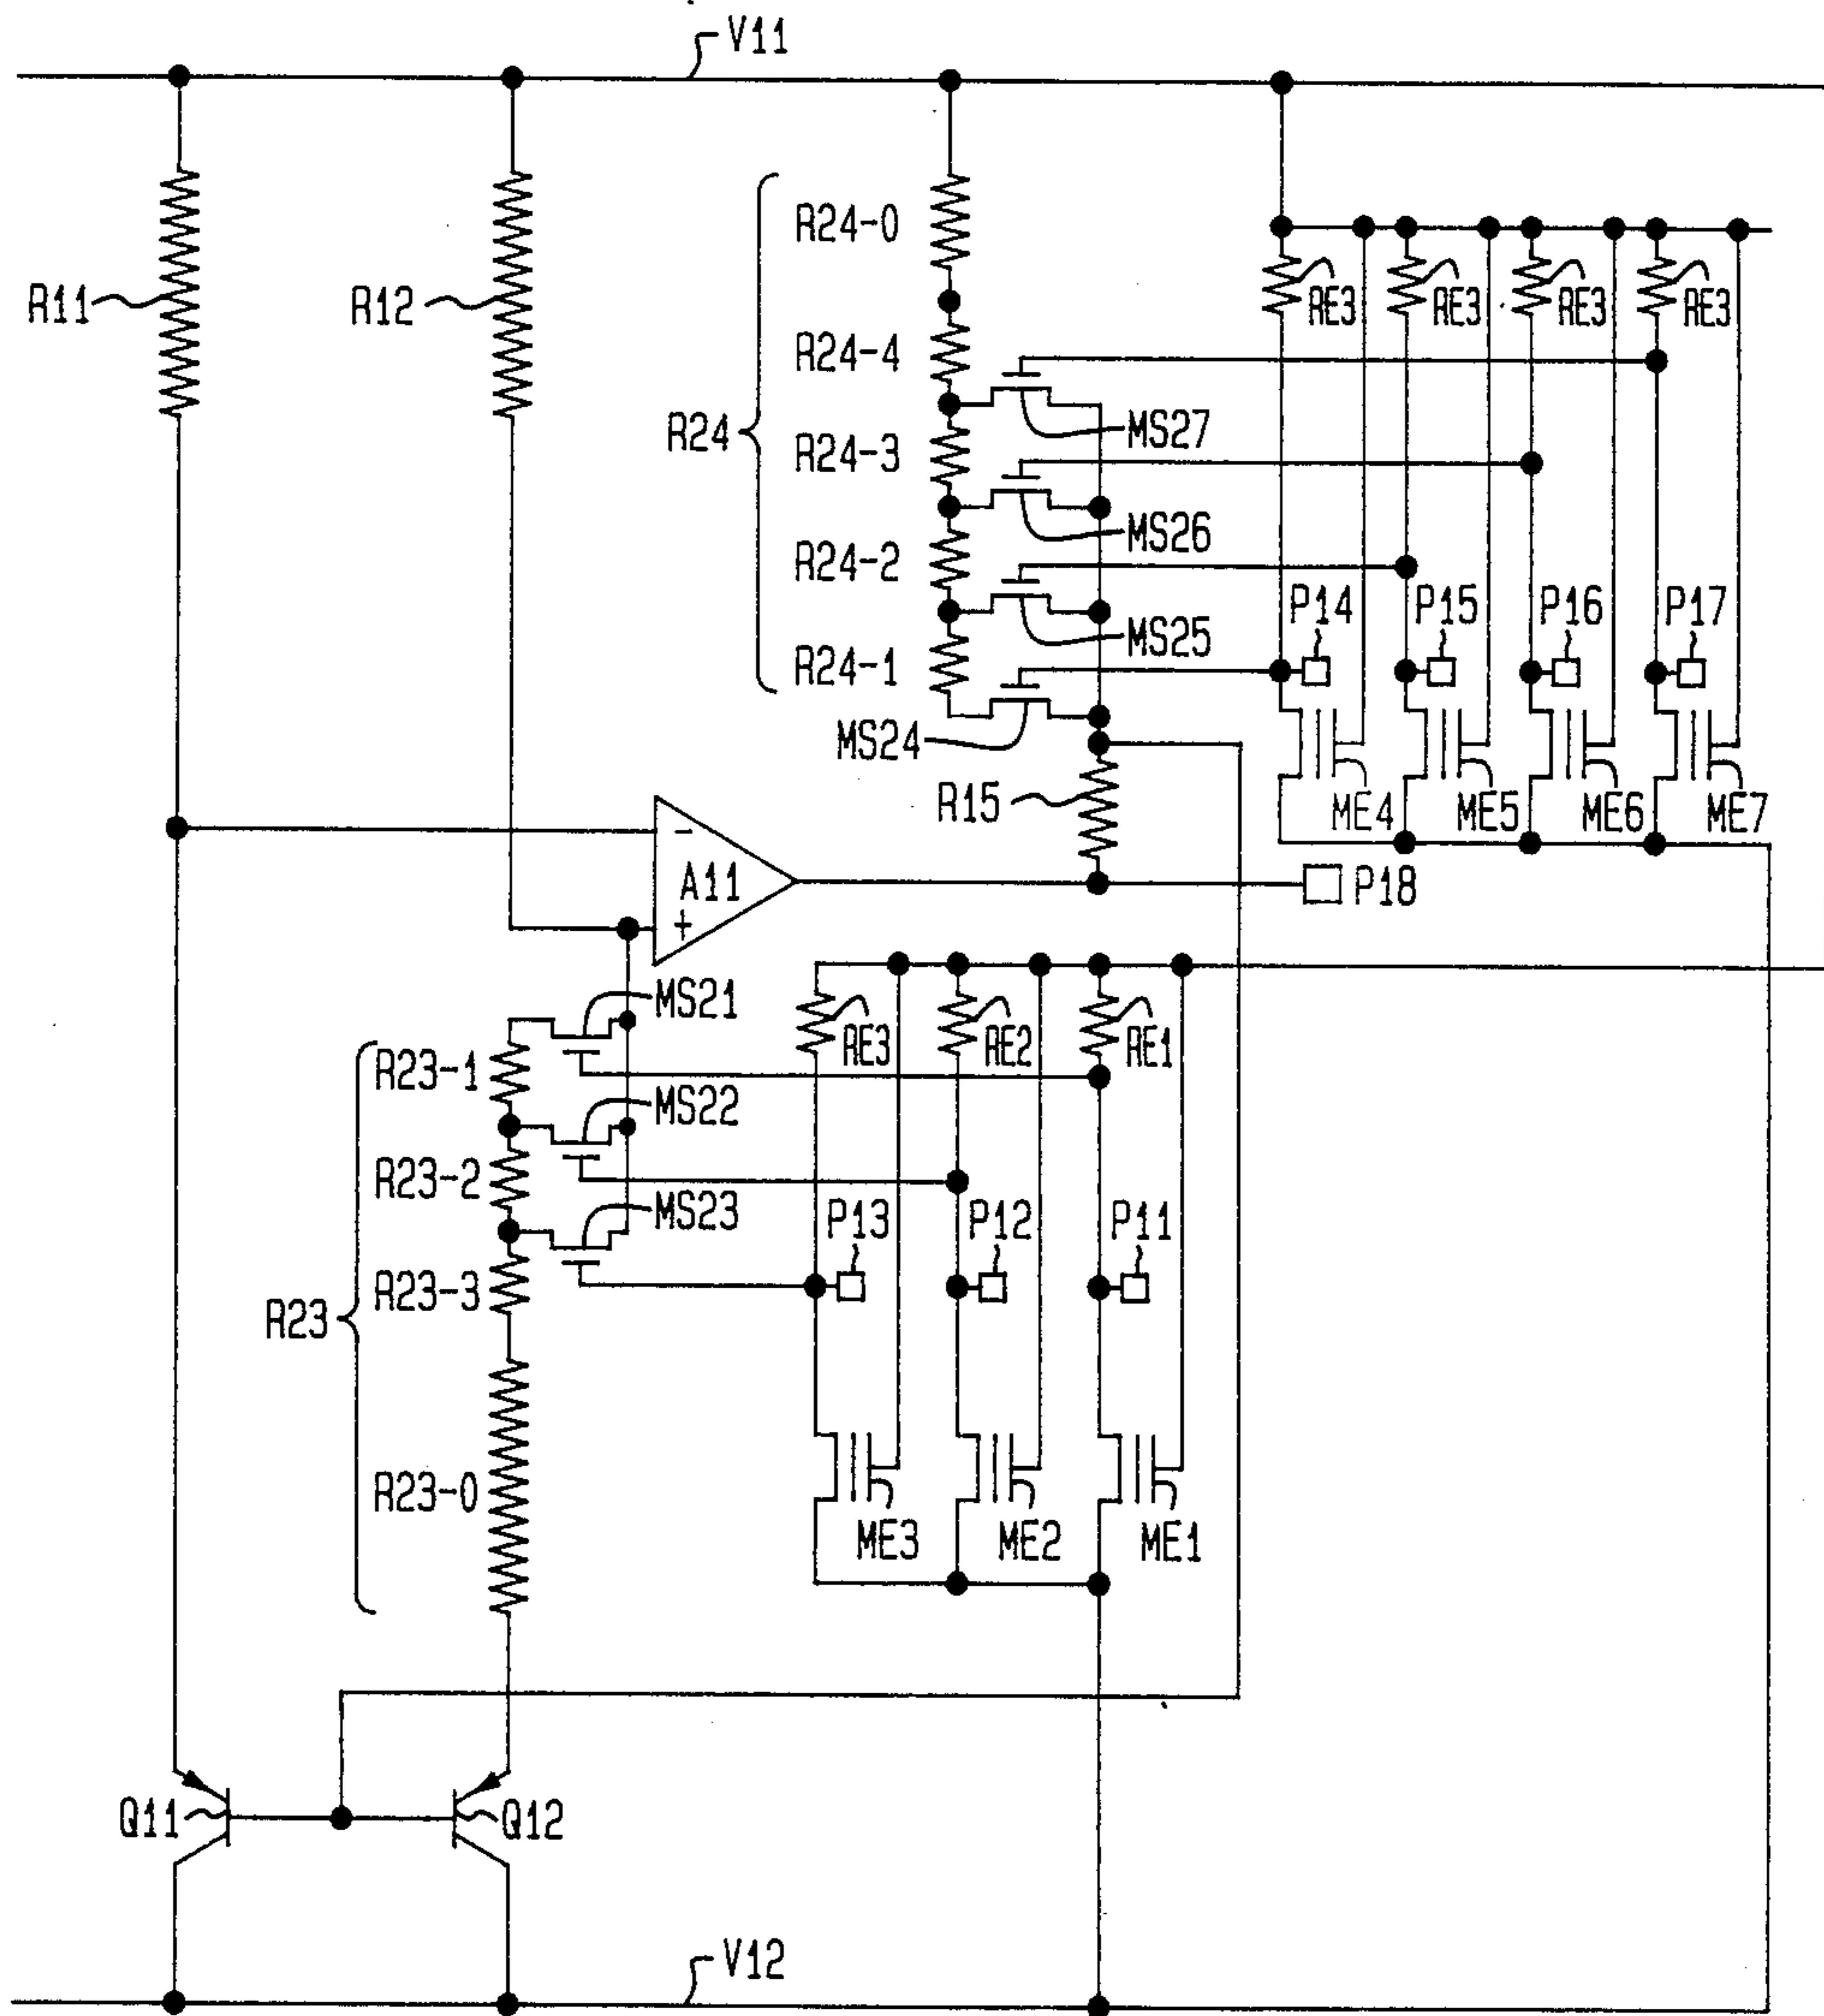 V11
R11
R12
R24
R24-0
R24-4
R24-3
R24-2
R24-1
RE3
RE3
RE3
RE3
MS27
MS26
MS25
MS24
P14
P15
P16
P17
R15
ME4
ME5
ME6
ME7
-
A11
+
P18
MS21
MS22
MS23
R23
R23-1
R23-2
R23-3
R23-0
RE3
RE2
RE1
P13
P12
P11
ME3
ME2
ME1
Q11
Q12
V12